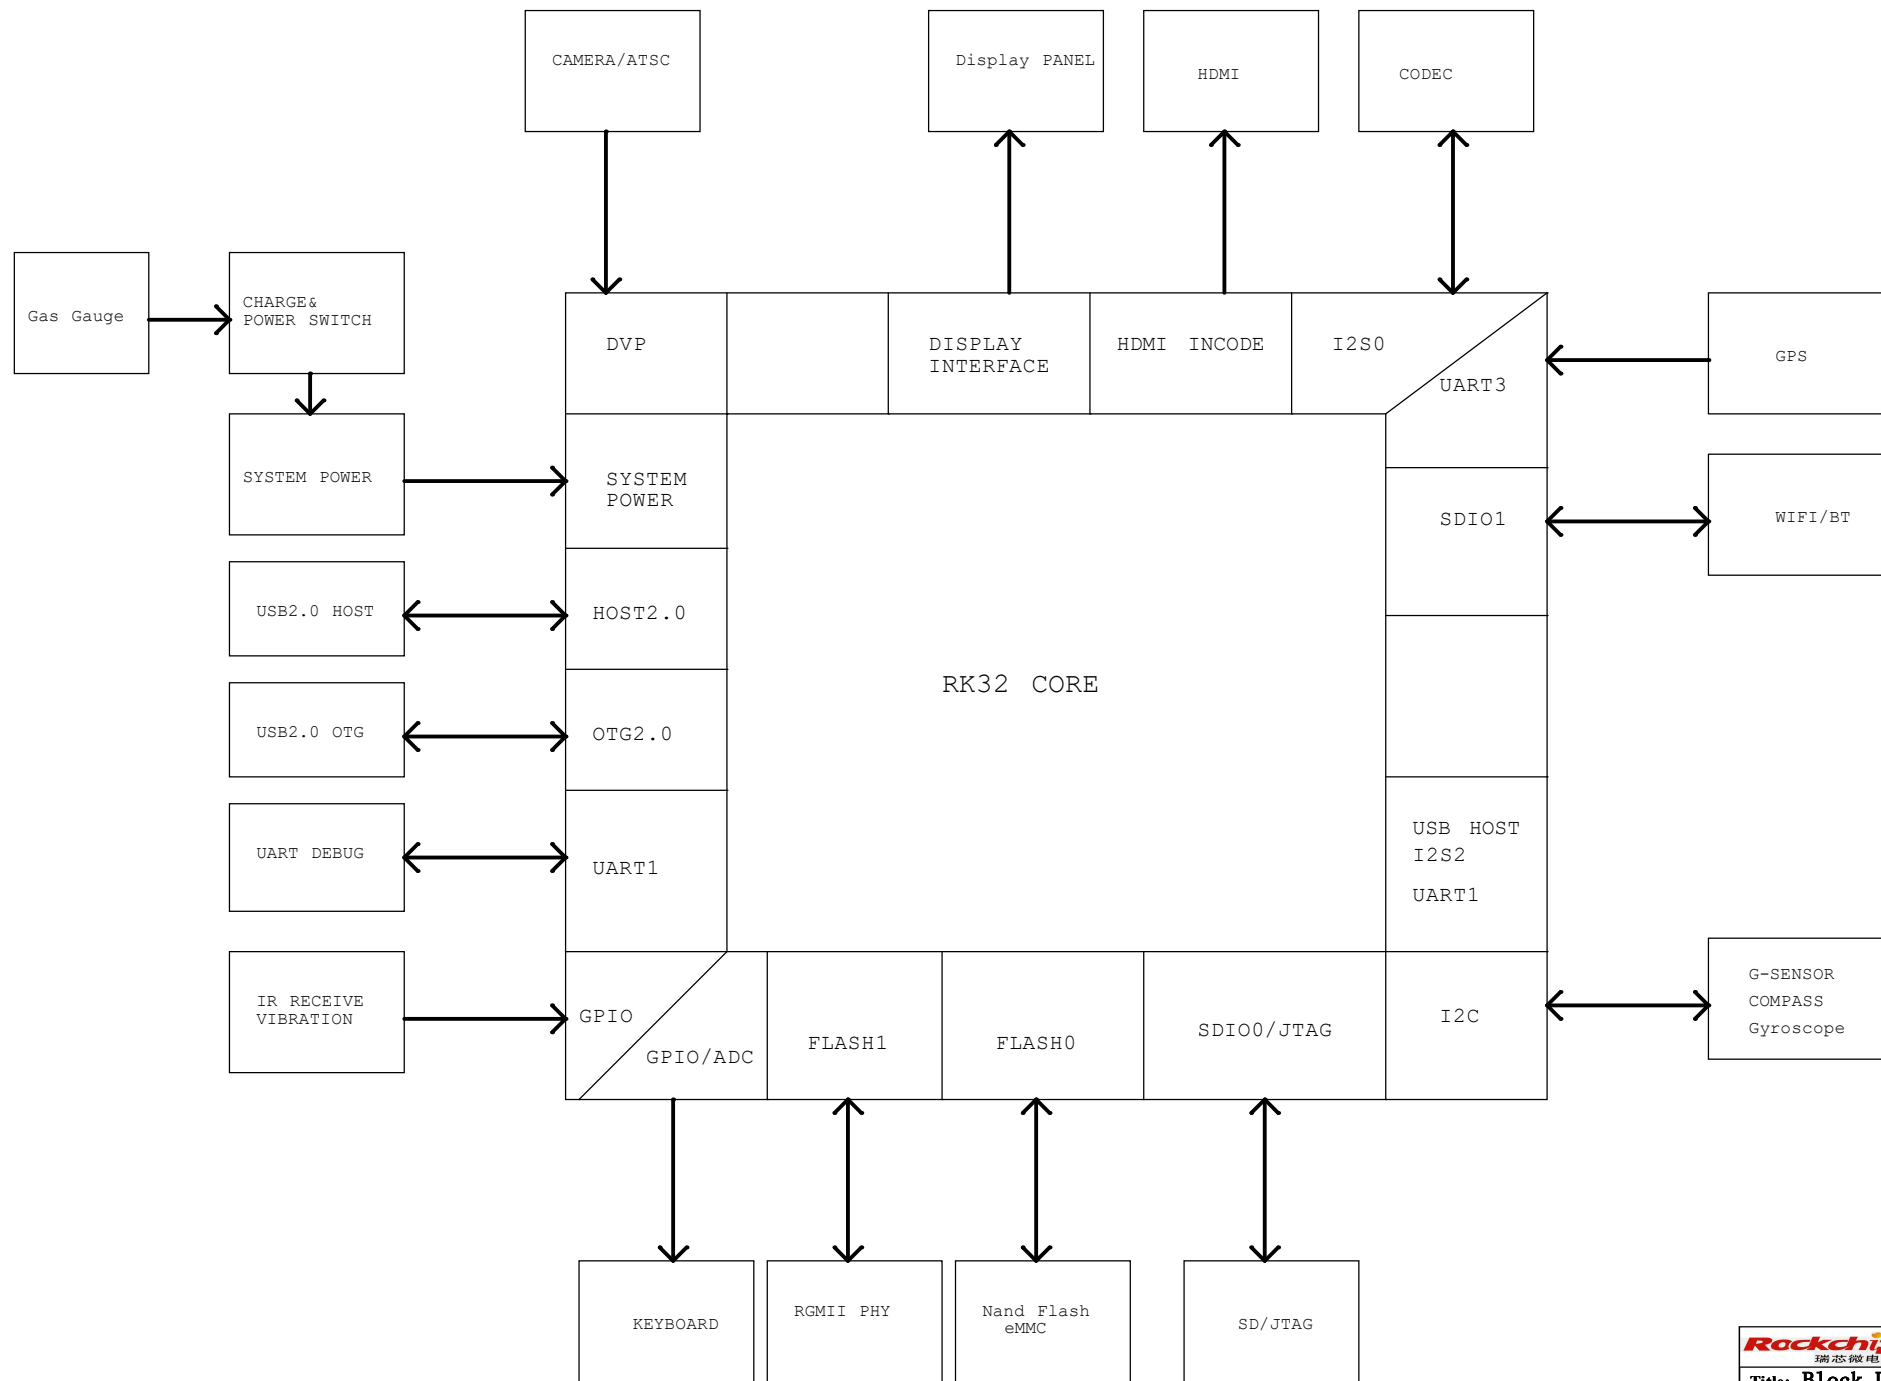 CAMERA/ATSC
Display PANEL
HDMI
CODEC
Gas Gauge
CHARGE&
POWER SWITCH
DVP
DISPLAY
INTERFACE
HDMI INCODE
I2S0
UART3
GPS
SYSTEM POWER
SYSTEM
POWER
SDIO1
WIFI/BT
USB2.0 HOST
HOST2.0
RK32 CORE
USB2.0 OTG
OTG2.0
UART DEBUG
UART1
USB HOST
I2S2
UART1
IR RECEIVE
VIBRATION
GPIO
GPIO/ADC
FLASH1
FLASH0
SDIO0/JTAG
I2C
G-SENSOR
COMPASS
Gyroscope
KEYBOARD
RGMII PHY
Nand Flash
eMMC
SD/JTAG
瑞芯微电
Title: Block